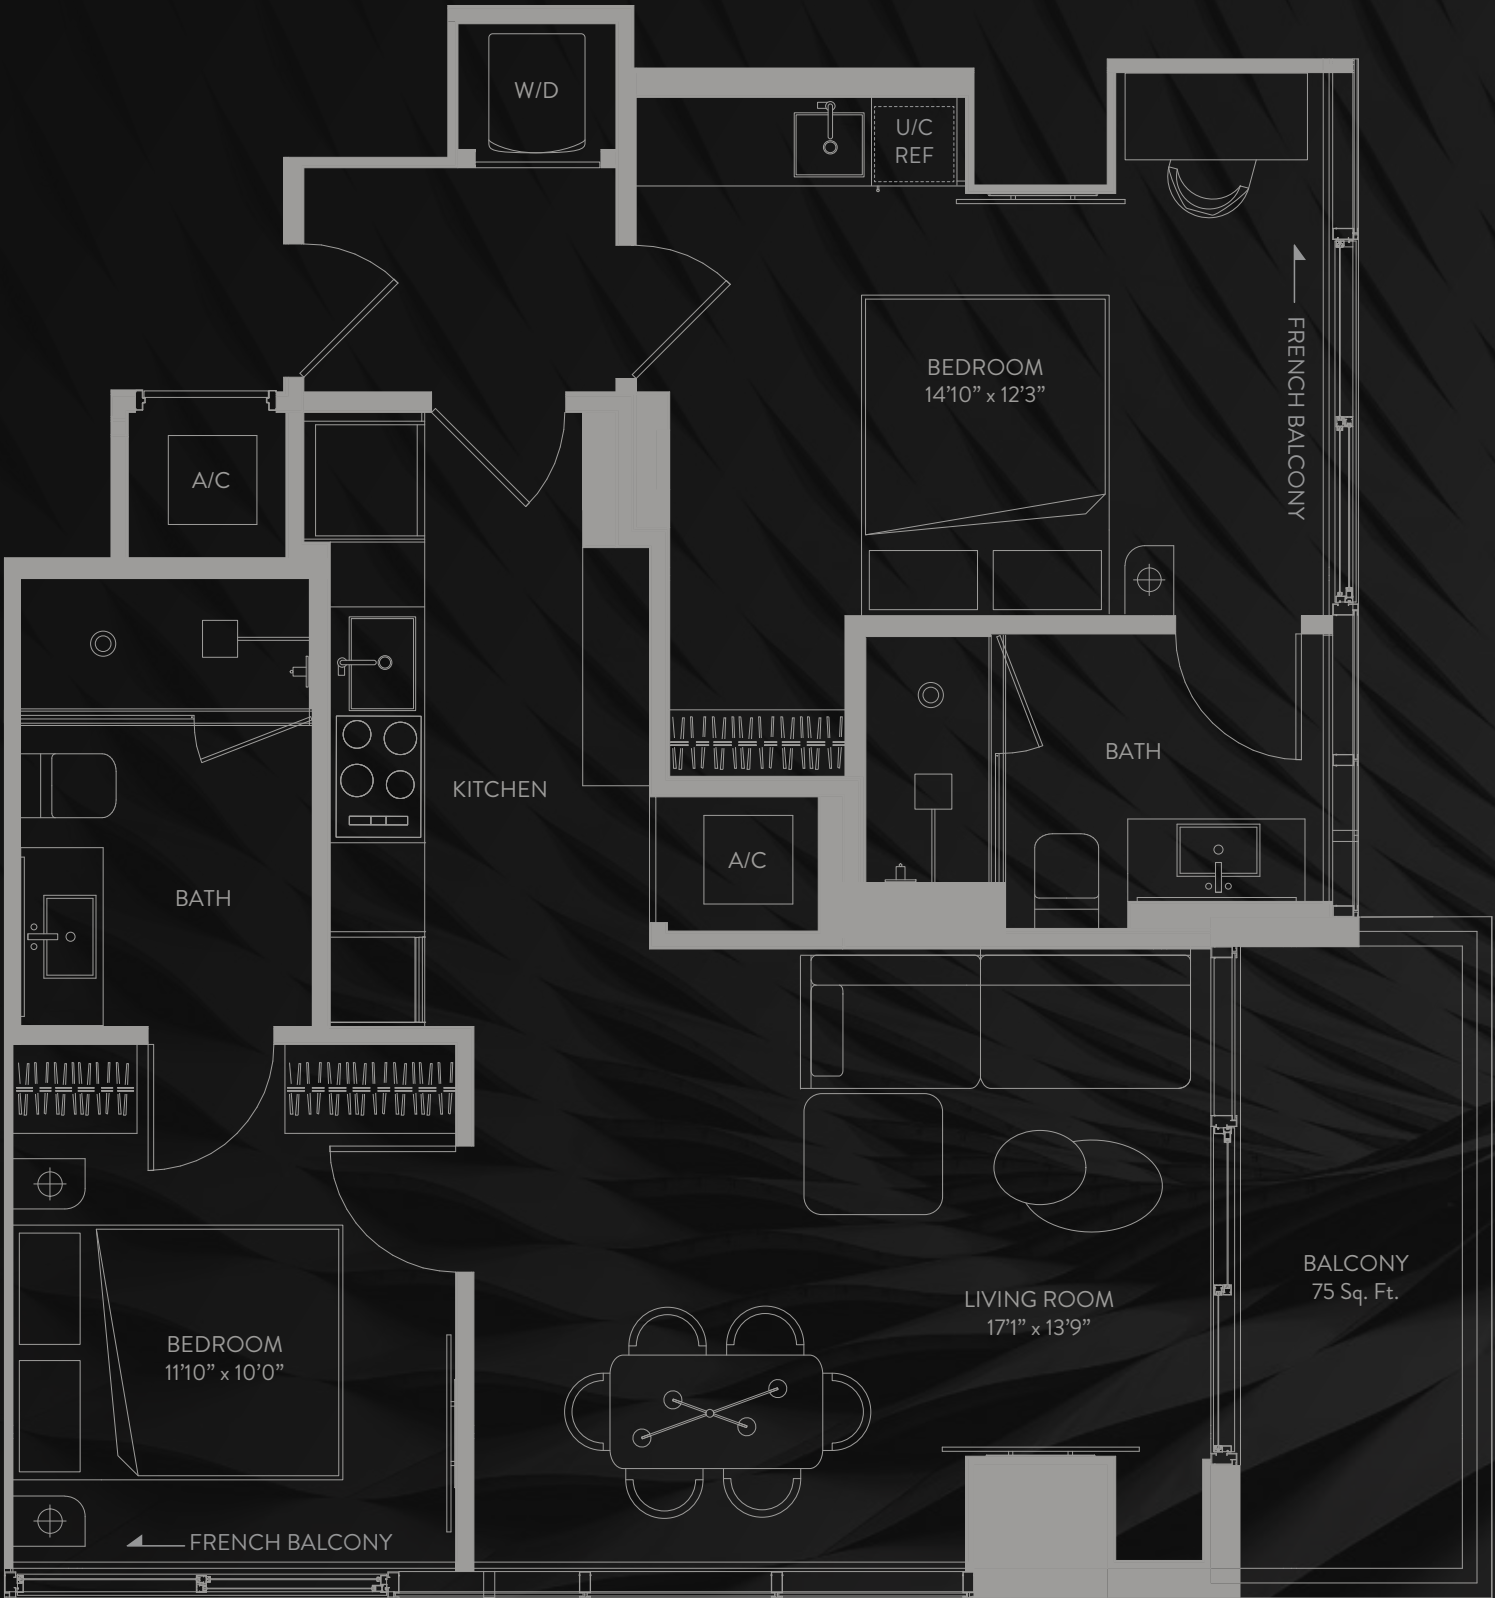 W/D
U/C
REF
BEDROOM
14'10” x 12'3”
FRENCH BALCONY
A/C
KITCHEN
BATH
A/C
BATH
LIVING ROOM
17'1” x 13'9”
BALCONY
75 Sq. Ft.
BEDROOM
11'10” x 10'0”
FRENCH BALCONY